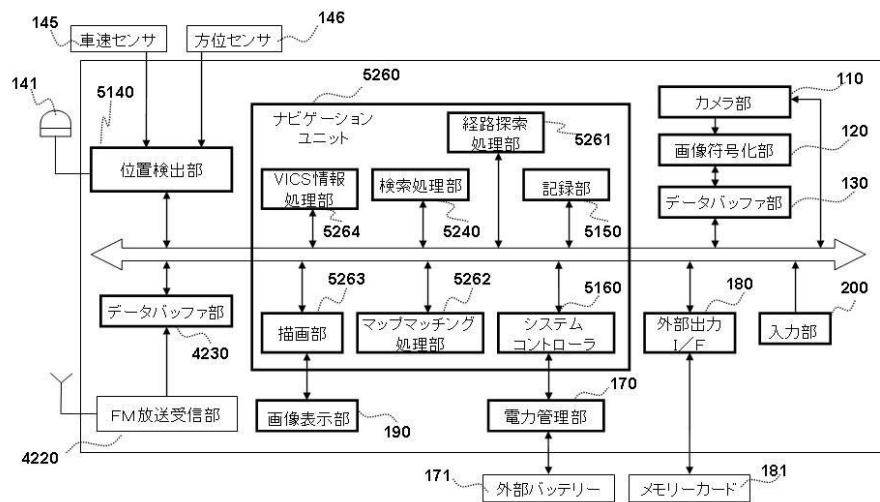 145
車速センサ
方位センサ
146
141
5140
位置検出部
5260
ナビゲーション
ユニット
経路探索
処理部
5261
VICS情報
処理部
5264
検索処理部
5240
記録部
5150
110
カメラ部
120
画像符号化部
130
データバッファ部
データバッファ部
4230
5263
描画部
5262
マップマッチング
処理部
5160
システム
コントローラ
180
外部出力
I/F
200
入力部
FM放送受信部
4220
画像表示部
190
170
電力管理部
171
外部バッテリー
メモリーカード
181